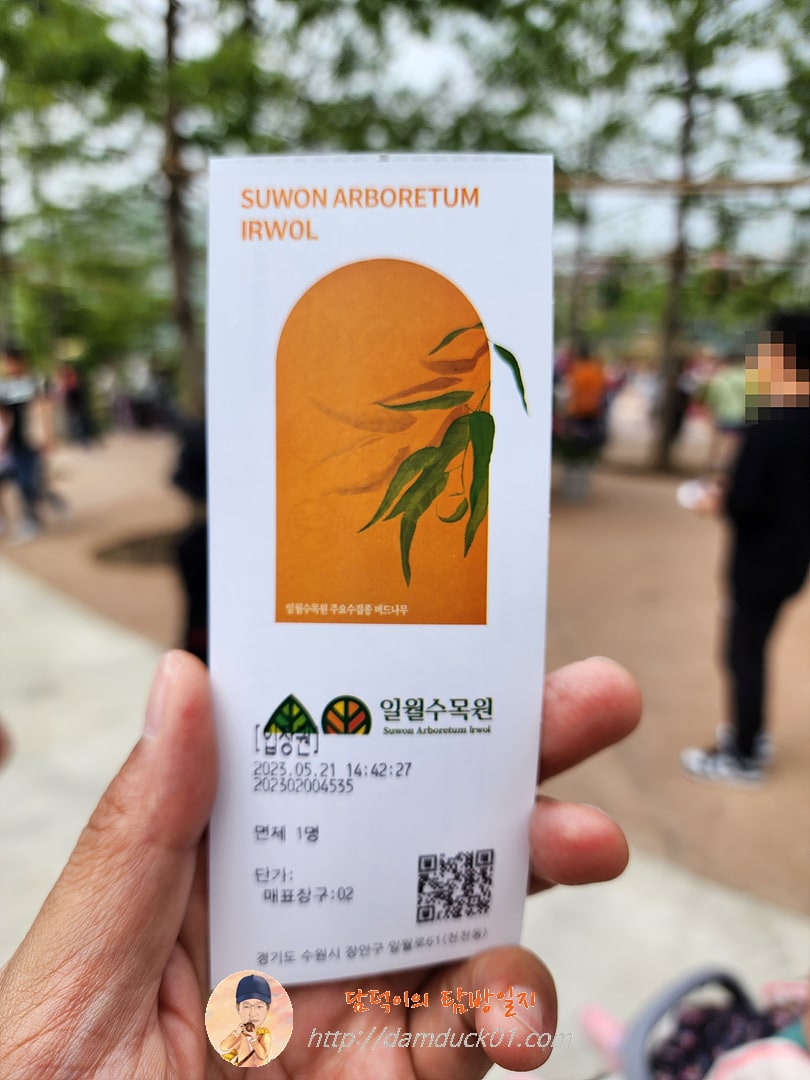 SUWON ARBORETUM
IRWOL
일월수목원 주요수집종 버드나무
일월수목원
Suwon Arboretum Irwol
[입장권]
2023.05.21 14:42:27
202302004535
면제 1명
단가:
매표창구:02
경기도 수원시 장안구 일월로61(천천동)
담덕이의 탐방일지
http://damduck01.com